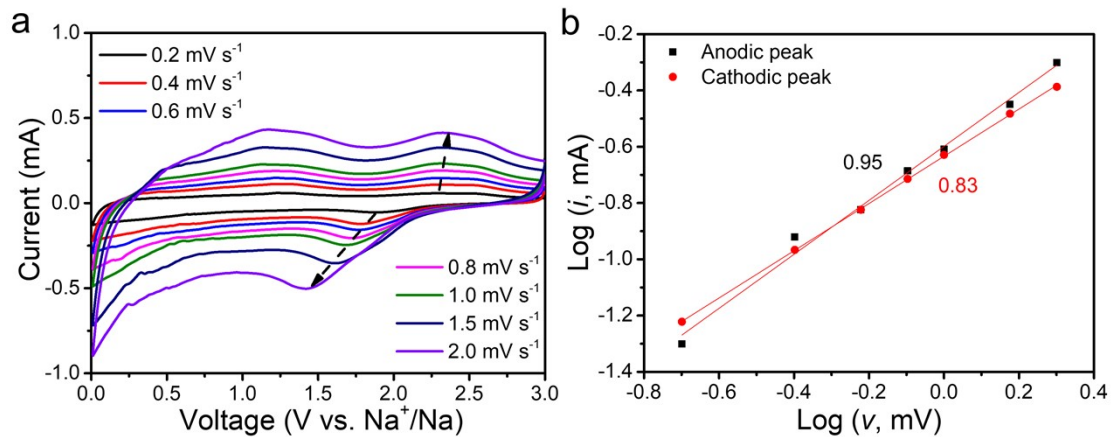 a
1.0
0.5
0.0
-0.5
-1.0
Current (mA)
0.2 mV s⁻¹
0.4 mV s⁻¹
0.6 mV s⁻¹
0.8 mV s⁻¹
1.0 mV s⁻¹
1.5 mV s⁻¹
2.0 mV s⁻¹
0.0 0.5 1.0 1.5 2.0 2.5 3.0
Voltage (V vs. Na⁺/Na)
b
-0.2
-0.4
-0.6
-0.8
-1.0
-1.2
-1.4
Log (i, mA)
Anodic peak
Cathodic peak
0.95
0.83
-0.8 -0.6 -0.4 -0.2 0.0 0.2 0.4
Log (v, mV)